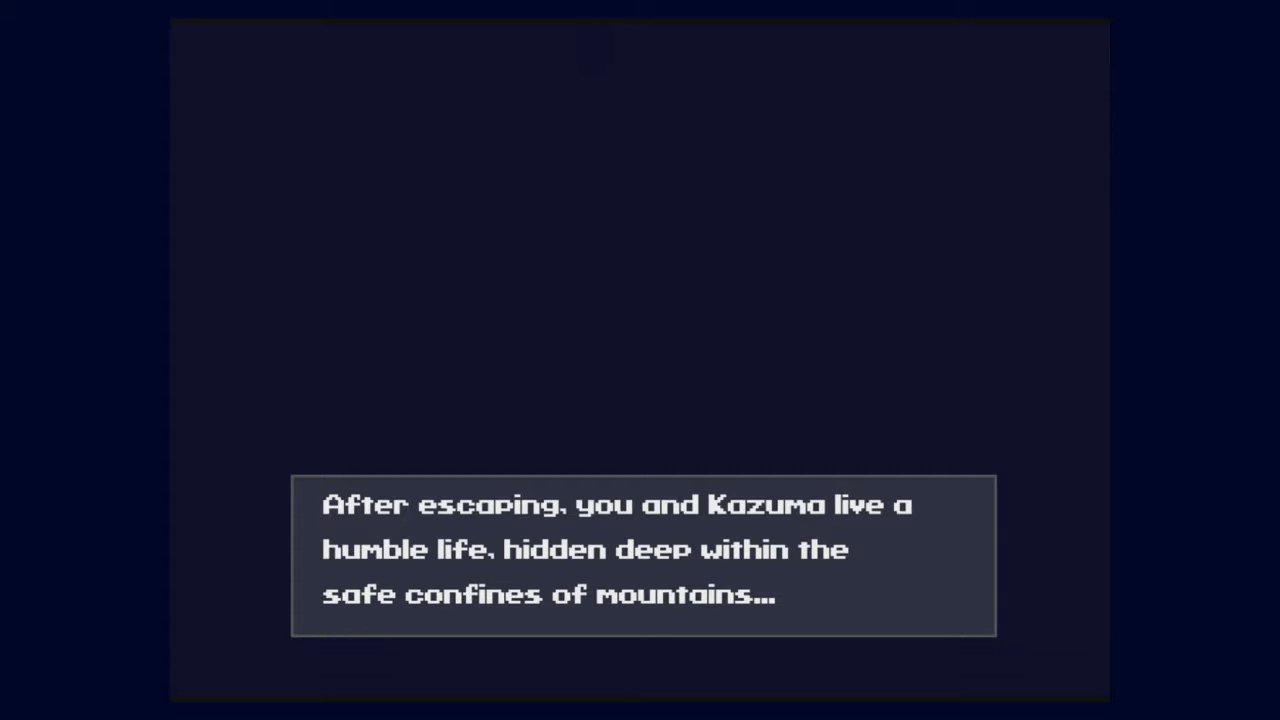 After escaping, you and Kazuma live a
humble life, hidden deep within the
safe confines of mountains...